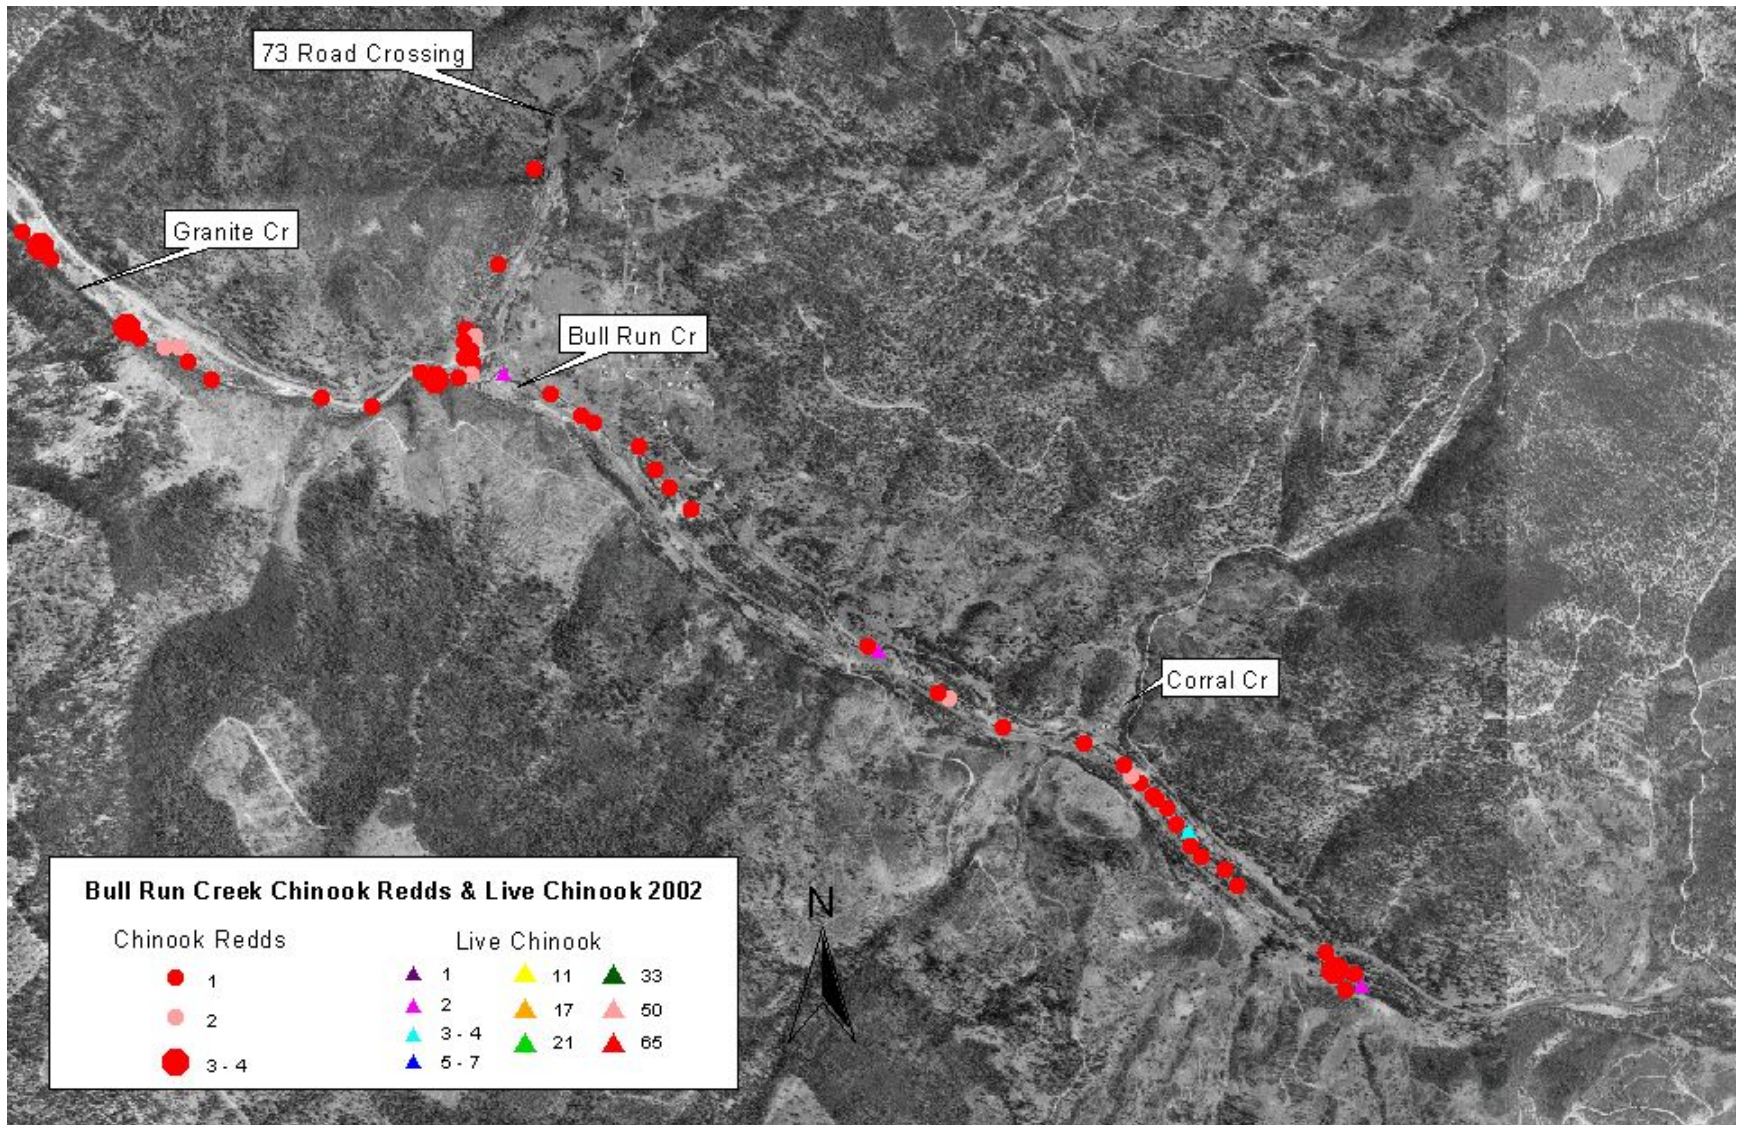 73 Road Crossing
Granite Cr
Bull Run Cr
Corral Cr
N
Bull Run Creek Chinook Redds & Live Chinook 2002
Chinook Redds
1
2
3 - 4
Live Chinook
1
2
3 - 4
5 - 7
11
17
21
33
50
65